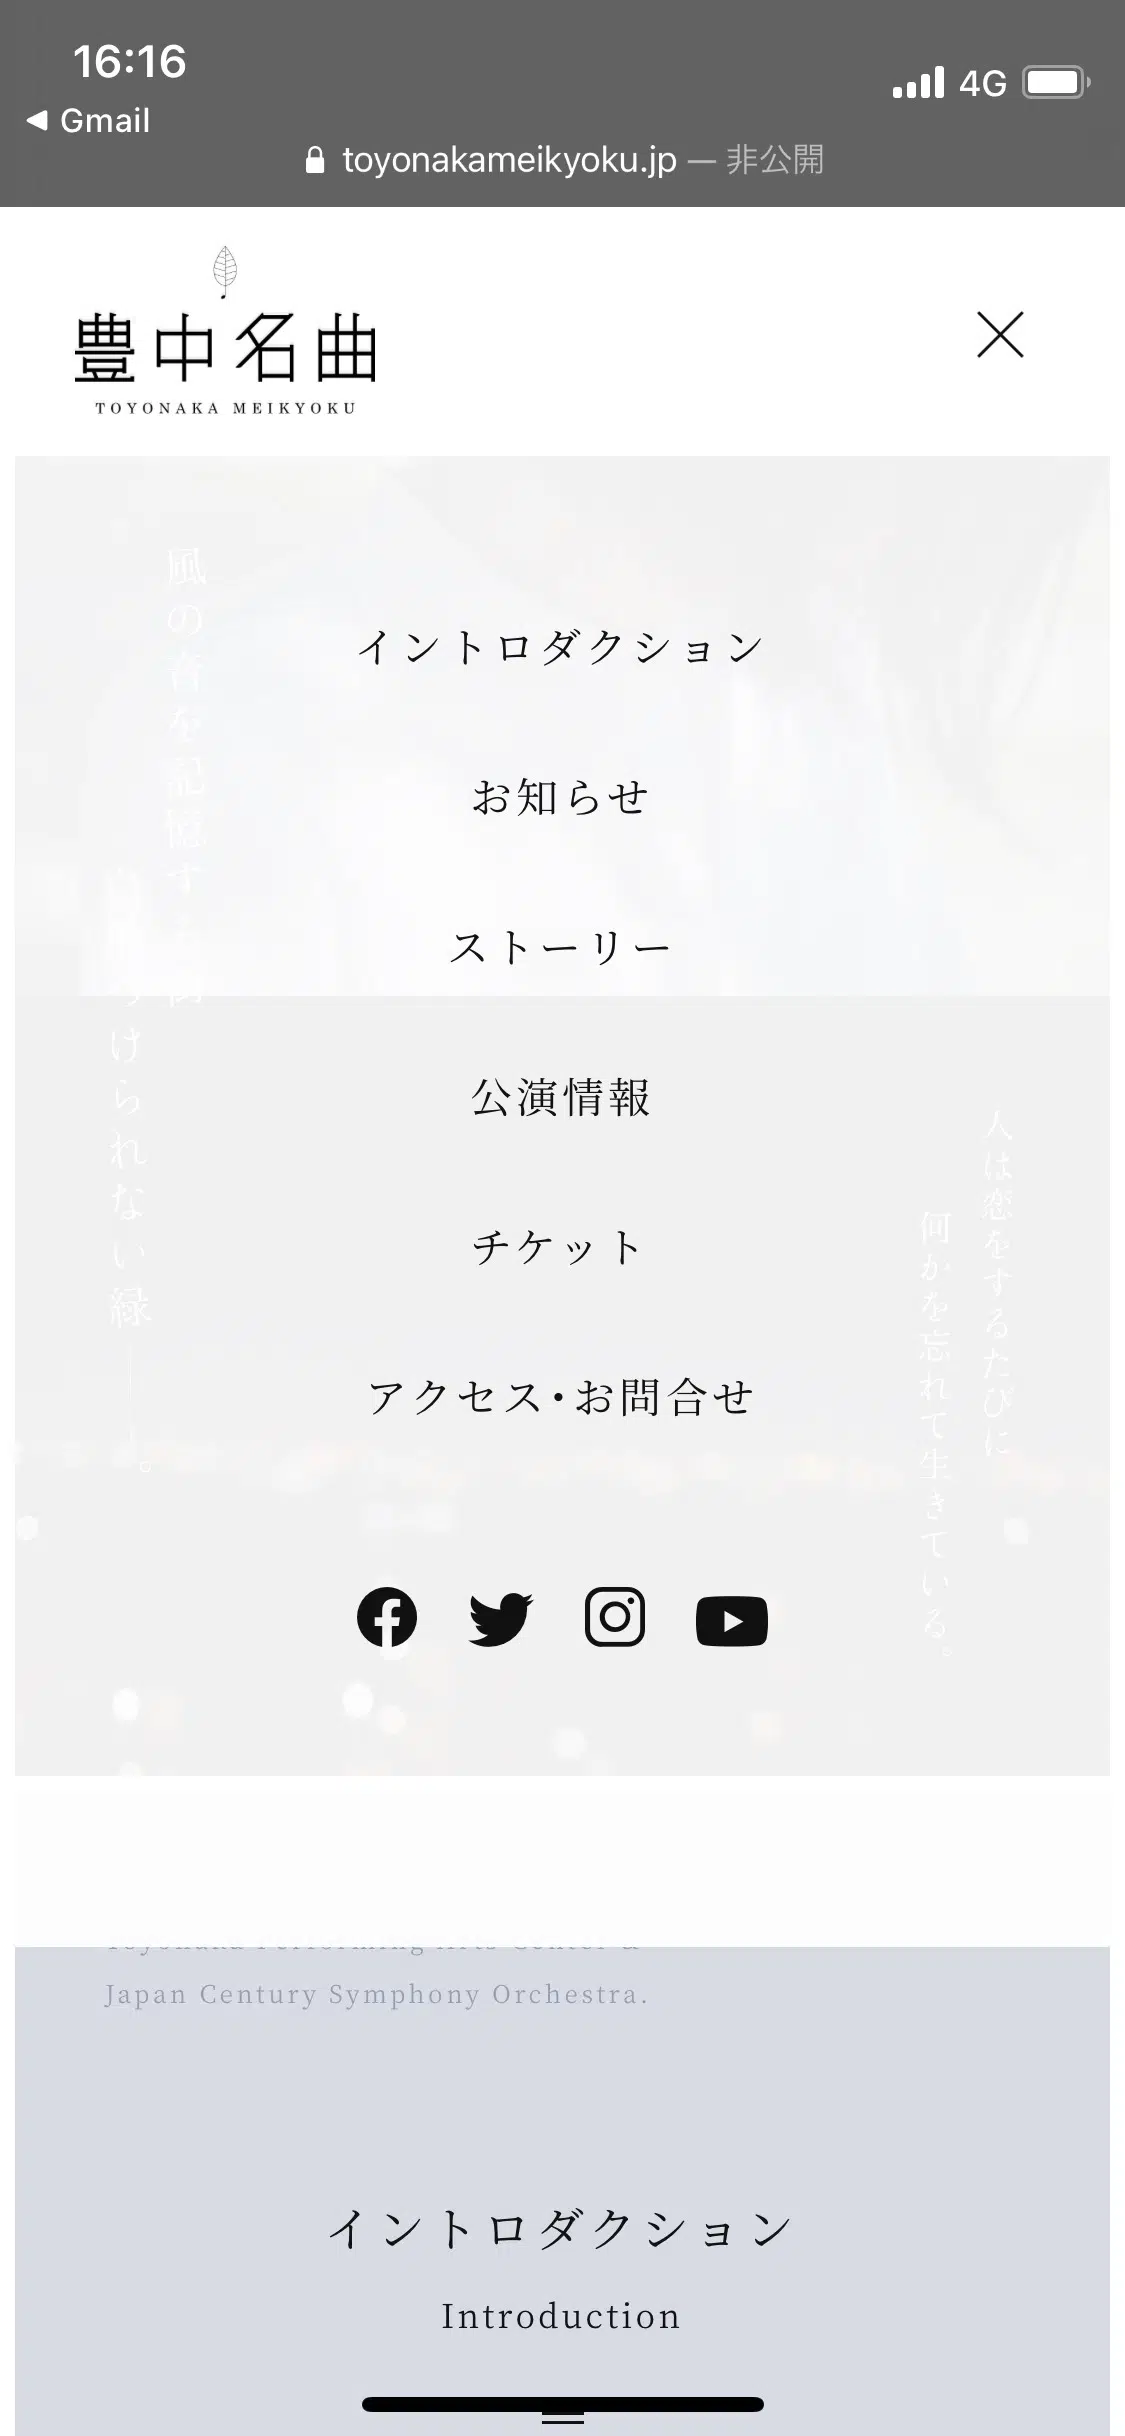 16:16
4G
Gmail
toyonakameikyoku.jp — 非公開
豊中名曲
TOYONAKA MEIKYOKU
イントロダクション
お知らせ
ストーリー
公演情報
チケット
アクセス・お問合せ
風の音を記憶する街
けられない緑――。
人は恋をするたびに
何かを忘れて生きている。
Japan Century Symphony Orchestra.
イントロダクション
Introduction